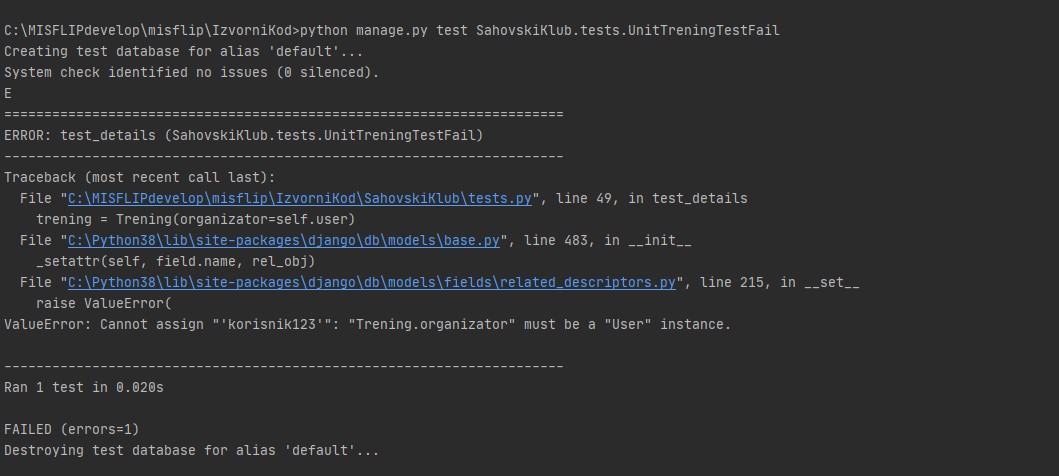 C:\MISFLIPdevelop\misflip\IzvorniKod>python manage.py test SahovskiKlub.tests.UnitTreningTestFail
Creating test database for alias 'default'...
System check identified no issues (0 silenced).
E
======================================================================
ERROR: test_details (SahovskiKlub.tests.UnitTreningTestFail)
----------------------------------------------------------------------
Traceback (most recent call last):
  File "C:\MISFLIPdevelop\misflip\IzvorniKod\SahovskiKlub\tests.py", line 49, in test_details
    trening = Trening(organizator=self.user)
  File "C:\Python38\lib\site-packages\django\db\models\base.py", line 483, in __init__
    _setattr(self, field.name, rel_obj)
  File "C:\Python38\lib\site-packages\django\db\models\fields\related_descriptors.py", line 215, in __set__
    raise ValueError(
ValueError: Cannot assign "'korisnik123'": "Trening.organizator" must be a "User" instance.

----------------------------------------------------------------------
Ran 1 test in 0.020s

FAILED (errors=1)
Destroying test database for alias 'default'...